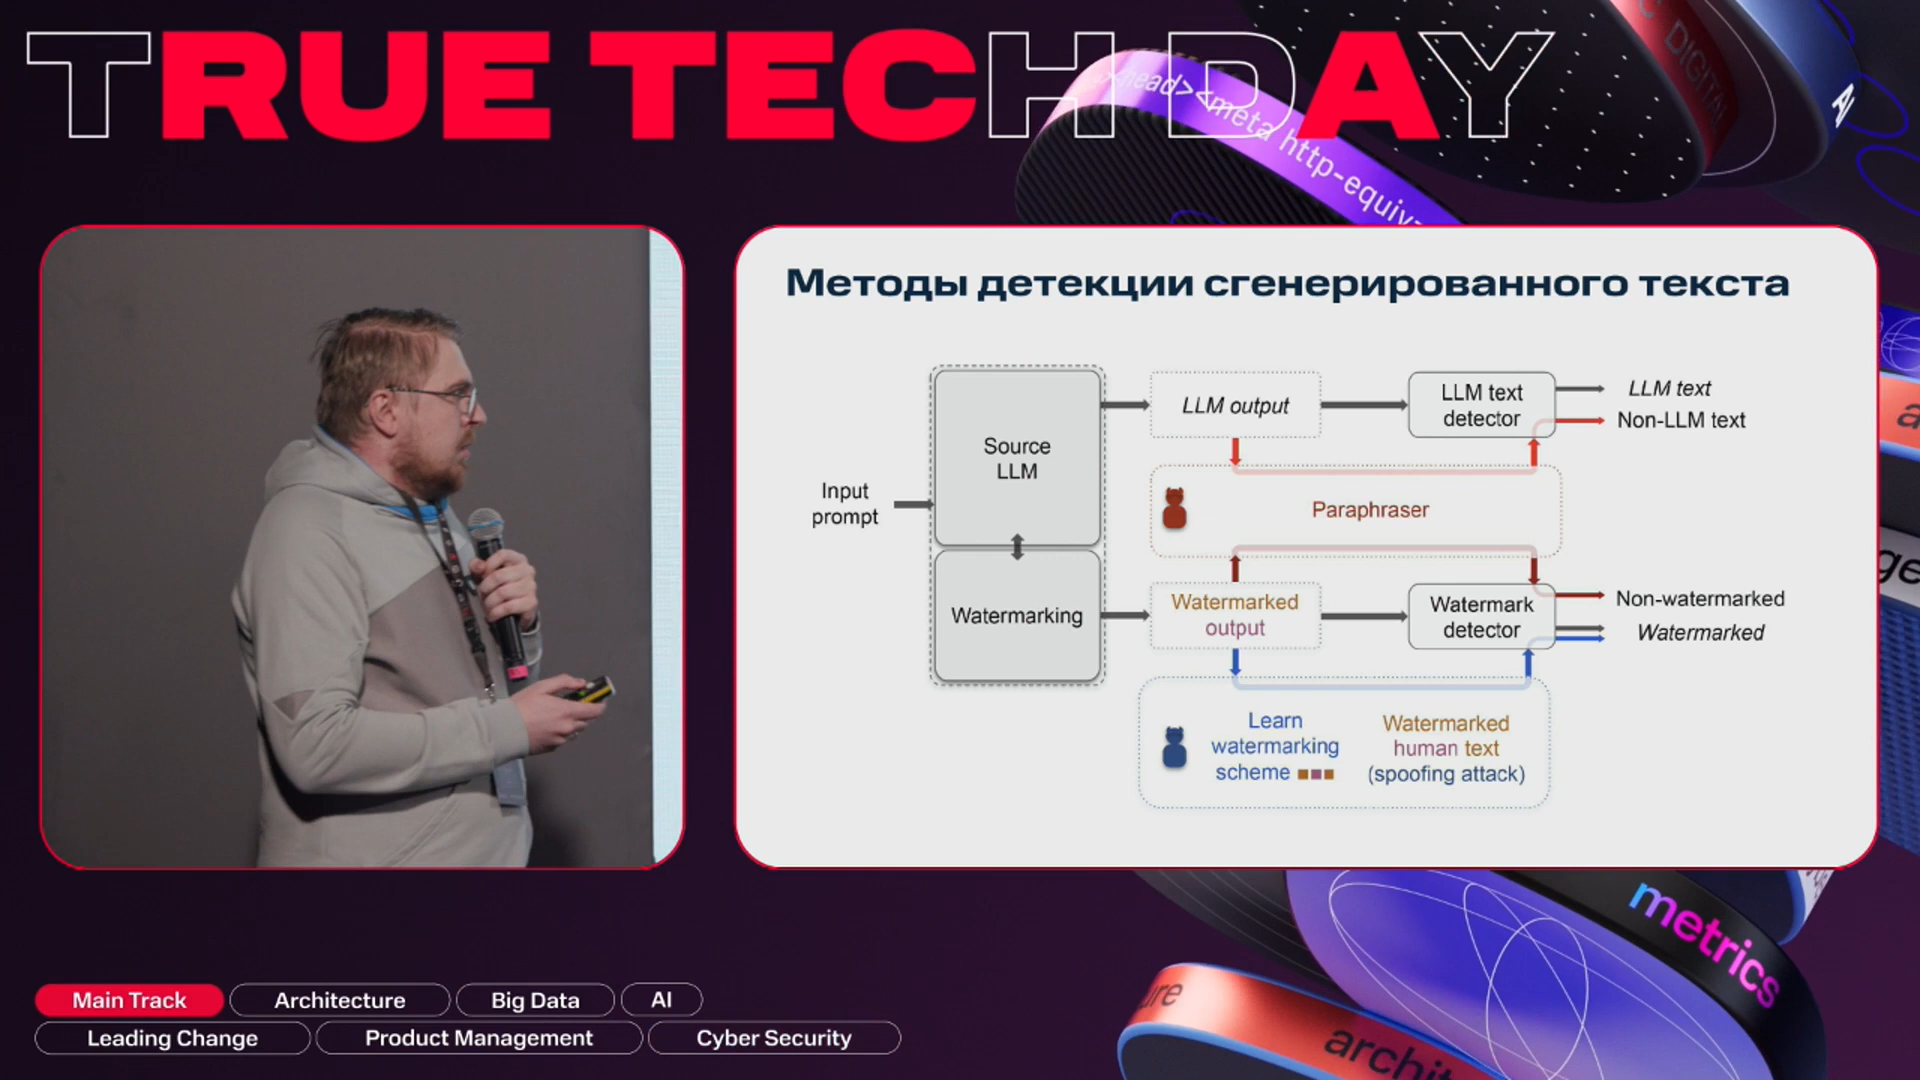 TRUE TECH DAY
<head><meta http-equiv
DIGITAL
AI
Методы детекции сгенерированного текста
Input
prompt
Source
LLM
Watermarking
LLM output
LLM text
detector
LLM text
Non-LLM text
Paraphraser
Watermarked
output
Watermark
detector
Non-watermarked
Watermarked
Learn
watermarking
scheme
Watermarked
human text
(spoofing attack)
metrics
Main Track
Architecture
Big Data
AI
Leading Change
Product Management
Cyber Security